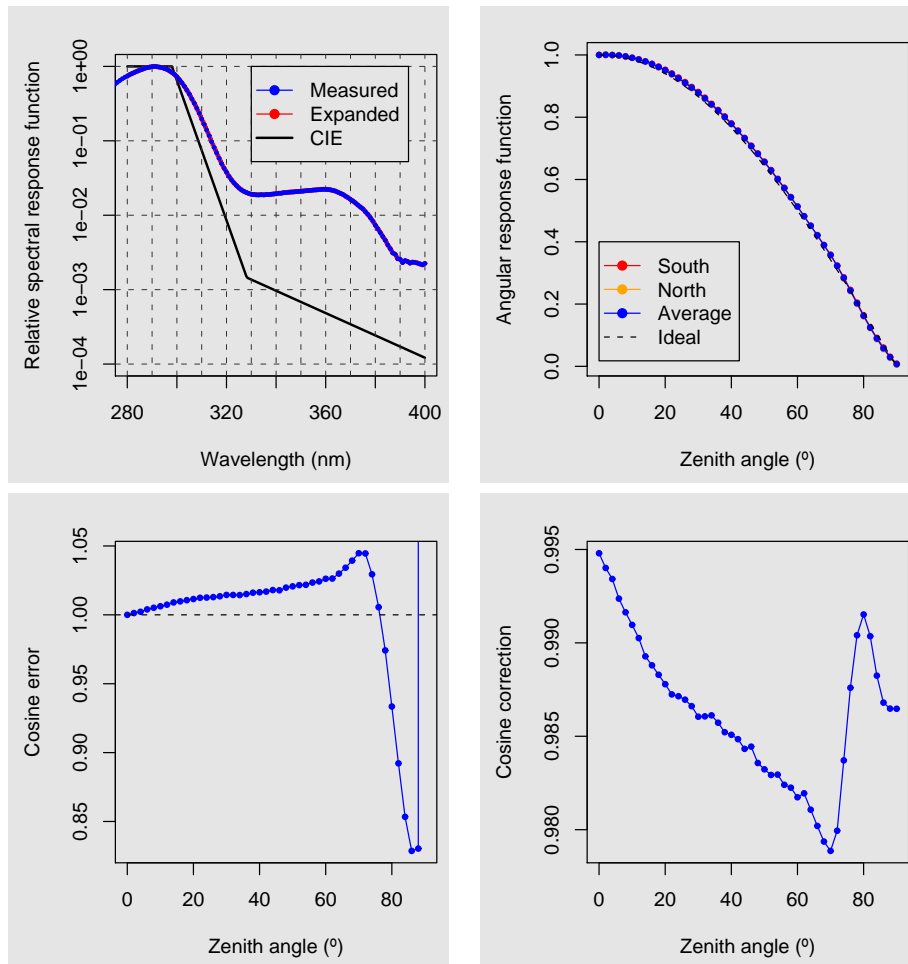 Relative spectral response function
1e-04
1e-03
1e-02
1e-01
1e+00
Measured
Expanded
CIE
280
320
360
400
Wavelength (nm)
Angular response function
0.0
0.2
0.4
0.6
0.8
1.0
South
North
Average
Ideal
0
20
40
60
80
Zenith angle (º)
Cosine error
0.85
0.90
0.95
1.00
1.05
0
20
40
60
80
Zenith angle (º)
Cosine correction
0.980
0.985
0.990
0.995
0
20
40
60
80
Zenith angle (º)